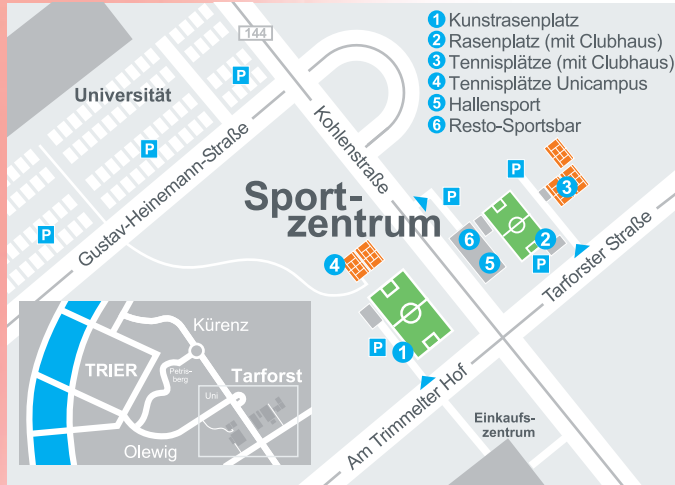 1 Kunstrasenplatz
2 Rasenplatz (mit Clubhaus)
3 Tennisplätze (mit Clubhaus)
4 Tennisplätze Unicampus
5 Hallensport
6 Resto-Sportsbar
144
P
Universität
Kohlenstraße
P
P
P
3
Gustav-Heinemann-Straße
Sport-
zentrum
P
6
2
Tarforster Straße
P
4
5
P
P
1
Am Trimmelter Hof
Einkaufs-
zentrum
Kürenz
TRIER
Petris-
berg
Tarforst
Uni
Olewig